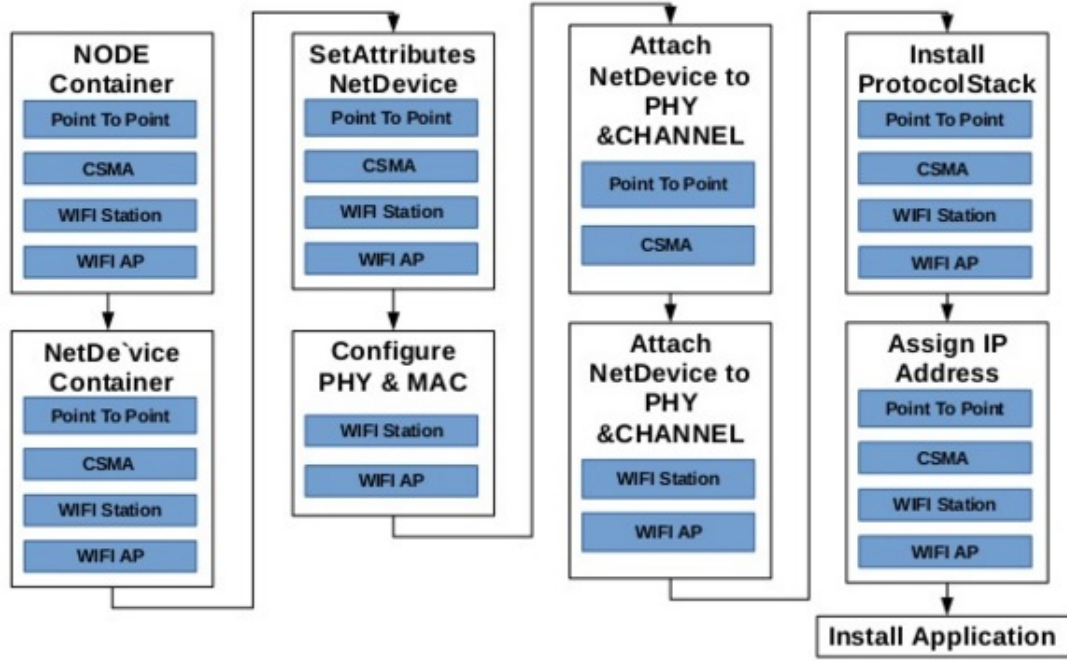 NODE
Container
Point To Point
CSMA
WIFI Station
WIFI AP
NetDe`vice
Container
Point To Point
CSMA
WIFI Station
WIFI AP
SetAttributes
NetDevice
Point To Point
CSMA
WIFI Station
WIFI AP
Configure
PHY & MAC
WIFI Station
WIFI AP
Attach
NetDevice to
PHY
&CHANNEL
Point To Point
CSMA
Attach
NetDevice to
PHY
&CHANNEL
WIFI Station
WIFI AP
Install
ProtocolStack
Point To Point
CSMA
WIFI Station
WIFI AP
Assign IP
Address
Point To Point
CSMA
WIFI Station
WIFI AP
Install Application